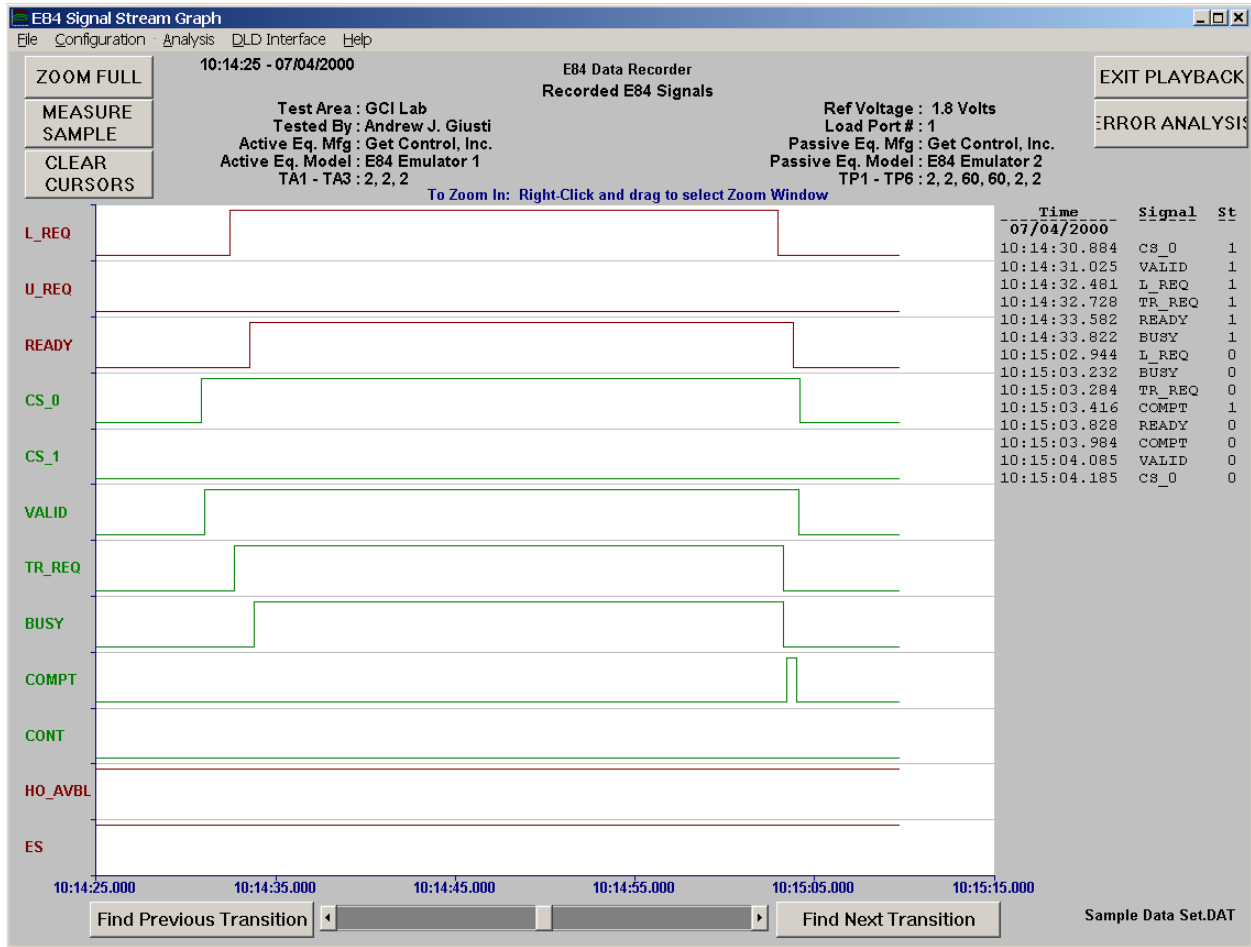 E84 Signal Stream Graph
File Configuration Analysis DLD Interface Help
ZOOM FULL
MEASURE
SAMPLE
CLEAR
CURSORS
10:14:25 - 07/04/2000
E84 Data Recorder
Recorded E84 Signals
Test Area : GCI Lab
Tested By : Andrew J. Giusti
Active Eq. Mfg : Get Control, Inc.
Active Eq. Model : E84 Emulator 1
TA1 - TA3 : 2, 2, 2
Ref Voltage : 1.8 Volts
Load Port # : 1
Passive Eq. Mfg : Get Control, Inc.
Passive Eq. Model : E84 Emulator 2
TP1 - TP6 : 2, 2, 60, 60, 2, 2
EXIT PLAYBACK
ERROR ANALYSIS
To Zoom In: Right-Click and drag to select Zoom Window
L_REQ
U_REQ
READY
CS_0
CS_1
VALID
TR_REQ
BUSY
COMPT
CONT
HO_AVBL
ES
10:14:25.000 10:14:35.000 10:14:45.000 10:14:55.000 10:15:05.000 10:15:15.000
Time Signal St
07/04/2000
10:14:30.884 CS_0 1
10:14:31.025 VALID 1
10:14:32.481 L_REQ 1
10:14:32.728 TR_REQ 1
10:14:33.582 READY 1
10:14:33.822 BUSY 1
10:15:02.944 L_REQ 0
10:15:03.232 BUSY 0
10:15:03.284 TR_REQ 0
10:15:03.416 COMPT 1
10:15:03.828 READY 0
10:15:03.984 COMPT 0
10:15:04.085 VALID 0
10:15:04.185 CS_0 0
Find Previous Transition
Find Next Transition
Sample Data Set.DAT